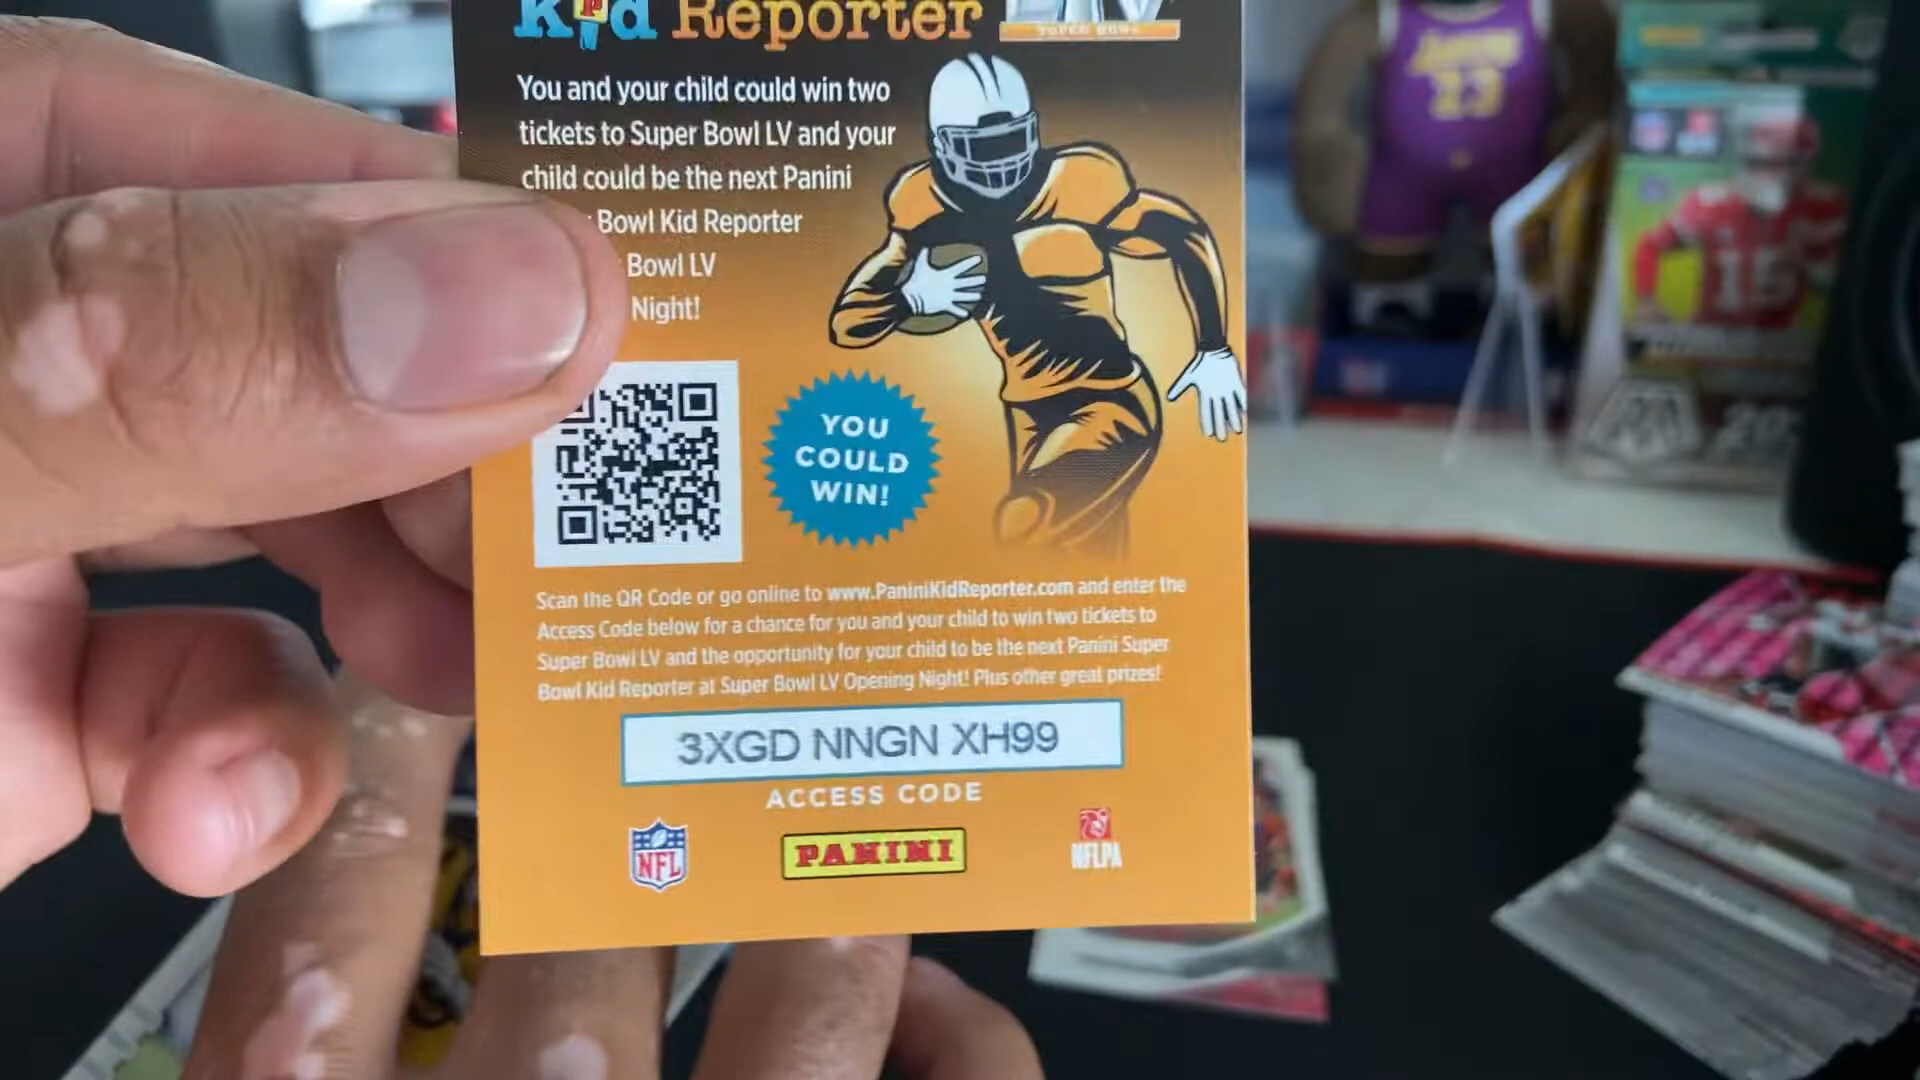 Kid Reporter
SUPER BOWL
You and your child could win two
tickets to Super Bowl LV and your
child could be the next Panini
Bowl Kid Reporter
Bowl LV
Night!
YOU
COULD
WIN!
Scan the QR Code or go online to www.PaniniKidReporter.com and enter the
Access Code below for a chance for you and your child to win two tickets to
Super Bowl LV and the opportunity for your child to be the next Panini Super
Bowl Kid Reporter at Super Bowl LV Opening Night! Plus other great prizes!
3XGD NNGN XH99
ACCESS CODE
NFL
PANINI
NFLPA
23
15